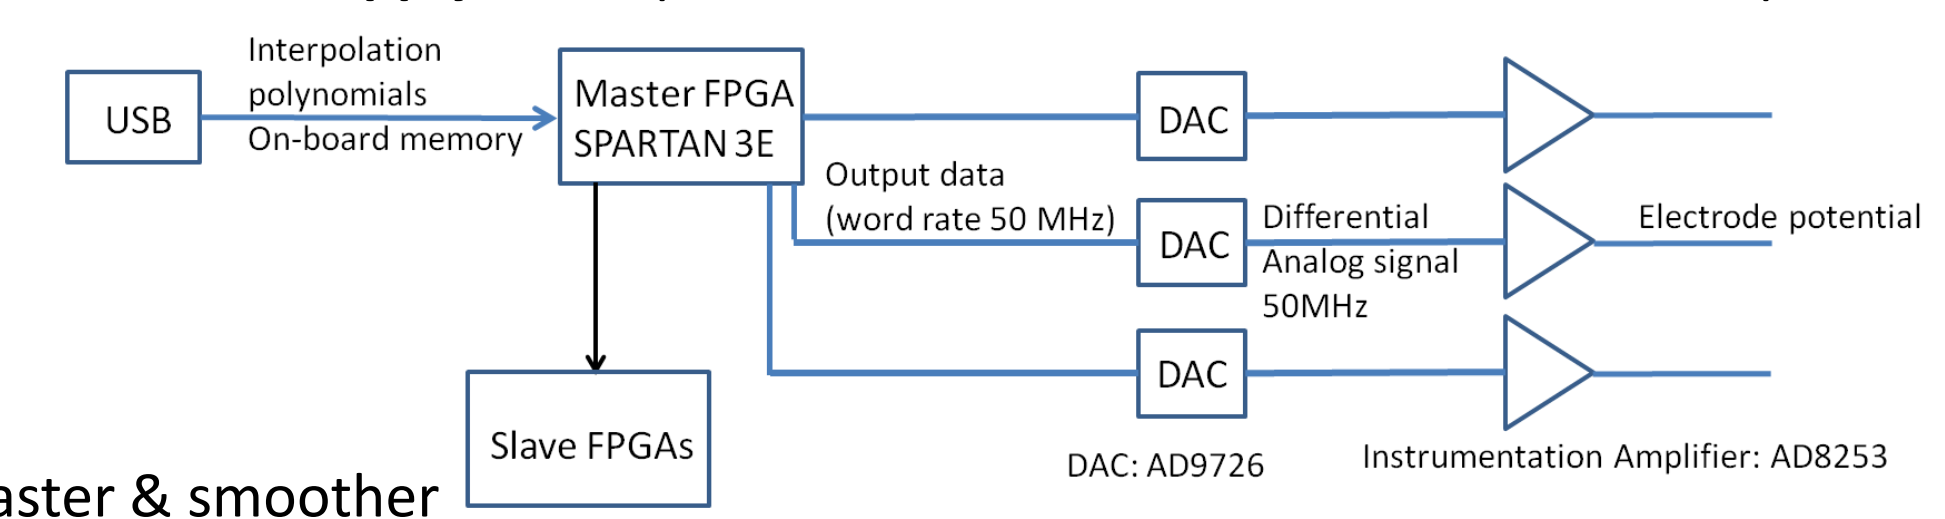 Interpolation
polynomials
On-board memory
USB
Master FPGA
SPARTAN 3E
DAC
Output data
(word rate 50 MHz)
DAC
Differential
Analog signal
50MHz
Electrode potential
DAC
Slave FPGAs
DAC: AD9726
Instrumentation Amplifier: AD8253
aster & smoother